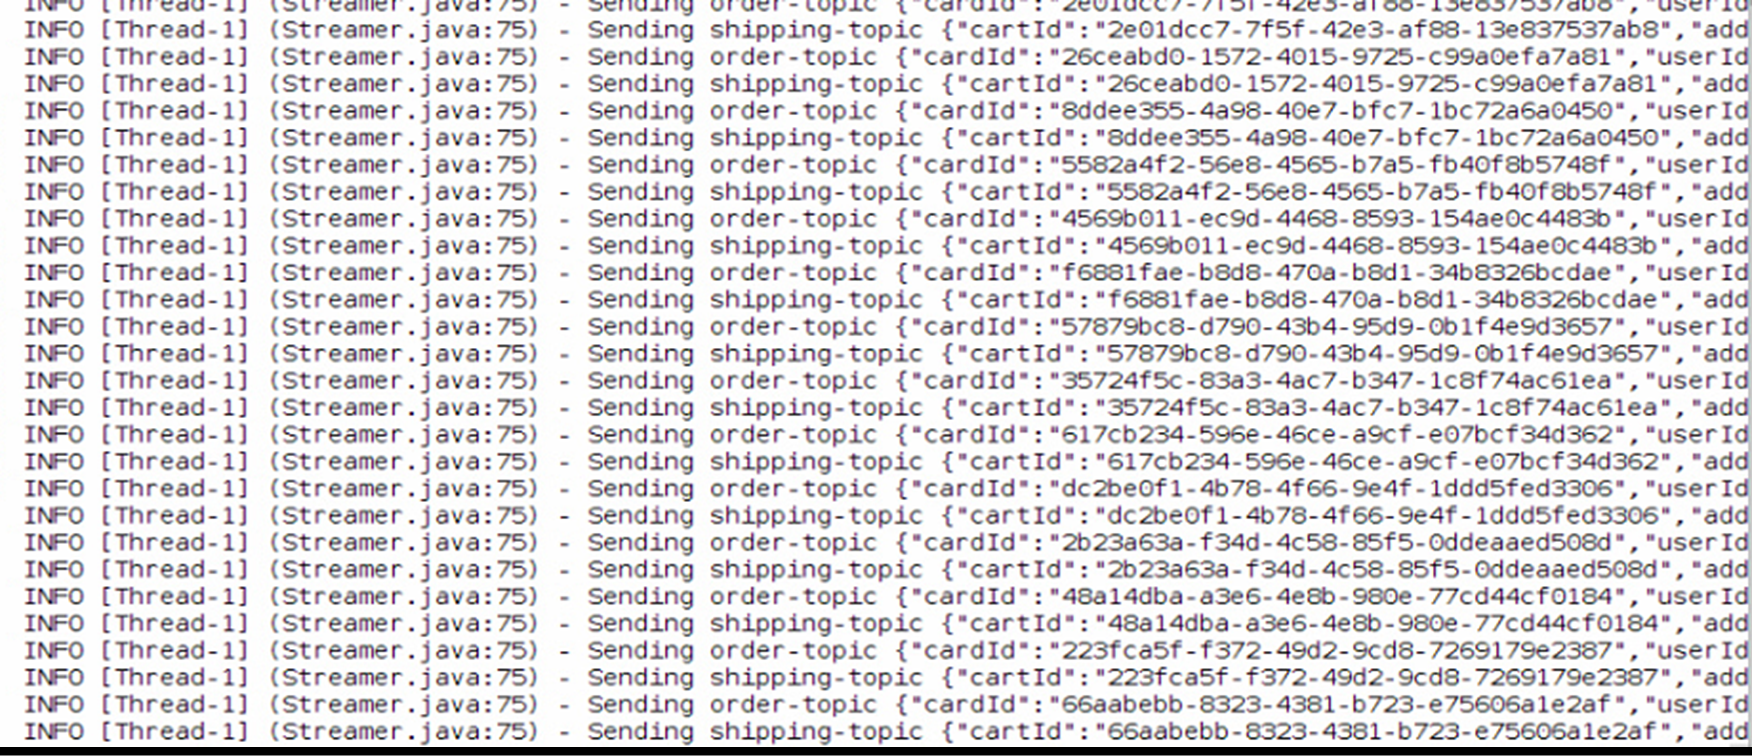 INFO [Thread-1] (Streamer.java:75) - Sending order-topic {"cardId":"2e01dcc7-7f5f-42e3-af88-13e837537ab8","userId
INFO [Thread-1] (Streamer.java:75) - Sending shipping-topic {"cartId":"2e01dcc7-7f5f-42e3-af88-13e837537ab8","add
INFO [Thread-1] (Streamer.java:75) - Sending order-topic {"cardId":"26ceabd0-1572-4015-9725-c99a0efa7a81","userId
INFO [Thread-1] (Streamer.java:75) - Sending shipping-topic {"cartId":"26ceabd0-1572-4015-9725-c99a0efa7a81","add
INFO [Thread-1] (Streamer.java:75) - Sending order-topic {"cardId":"8ddee355-4a98-40e7-bfc7-1bc72a6a0450","userId
INFO [Thread-1] (Streamer.java:75) - Sending shipping-topic {"cartId":"8ddee355-4a98-40e7-bfc7-1bc72a6a0450","add
INFO [Thread-1] (Streamer.java:75) - Sending order-topic {"cardId":"5582a4f2-56e8-4565-b7a5-fb40f8b5748f","userId
INFO [Thread-1] (Streamer.java:75) - Sending shipping-topic {"cartId":"5582a4f2-56e8-4565-b7a5-fb40f8b5748f","add
INFO [Thread-1] (Streamer.java:75) - Sending order-topic {"cardId":"4569b011-ec9d-4468-8593-154ae0c4483b","userId
INFO [Thread-1] (Streamer.java:75) - Sending shipping-topic {"cartId":"4569b011-ec9d-4468-8593-154ae0c4483b","add
INFO [Thread-1] (Streamer.java:75) - Sending order-topic {"cardId":"f6881fae-b8d8-470a-b8d1-34b8326bcdae","userId
INFO [Thread-1] (Streamer.java:75) - Sending shipping-topic {"cartId":"f6881fae-b8d8-470a-b8d1-34b8326bcdae","add
INFO [Thread-1] (Streamer.java:75) - Sending order-topic {"cardId":"57879bc8-d790-43b4-95d9-0b1f4e9d3657","userId
INFO [Thread-1] (Streamer.java:75) - Sending shipping-topic {"cartId":"57879bc8-d790-43b4-95d9-0b1f4e9d3657","add
INFO [Thread-1] (Streamer.java:75) - Sending order-topic {"cardId":"35724f5c-83a3-4ac7-b347-1c8f74ac61ea","userId
INFO [Thread-1] (Streamer.java:75) - Sending shipping-topic {"cartId":"35724f5c-83a3-4ac7-b347-1c8f74ac61ea","add
INFO [Thread-1] (Streamer.java:75) - Sending order-topic {"cardId":"617cb234-596e-46ce-a9cf-e07bcf34d362","userId
INFO [Thread-1] (Streamer.java:75) - Sending shipping-topic {"cartId":"617cb234-596e-46ce-a9cf-e07bcf34d362","add
INFO [Thread-1] (Streamer.java:75) - Sending order-topic {"cardId":"dc2be0f1-4b78-4f66-9e4f-1ddd5fed3306","userId
INFO [Thread-1] (Streamer.java:75) - Sending shipping-topic {"cartId":"dc2be0f1-4b78-4f66-9e4f-1ddd5fed3306","add
INFO [Thread-1] (Streamer.java:75) - Sending order-topic {"cardId":"2b23a63a-f34d-4c58-85f5-0ddeaaed508d","userId
INFO [Thread-1] (Streamer.java:75) - Sending shipping-topic {"cartId":"2b23a63a-f34d-4c58-85f5-0ddeaaed508d","add
INFO [Thread-1] (Streamer.java:75) - Sending order-topic {"cardId":"48a14dba-a3e6-4e8b-980e-77cd44cf0184","userId
INFO [Thread-1] (Streamer.java:75) - Sending shipping-topic {"cartId":"48a14dba-a3e6-4e8b-980e-77cd44cf0184","add
INFO [Thread-1] (Streamer.java:75) - Sending order-topic {"cardId":"223fca5f-f372-49d2-9cd8-7269179e2387","userId
INFO [Thread-1] (Streamer.java:75) - Sending shipping-topic {"cartId":"223fca5f-f372-49d2-9cd8-7269179e2387","add
INFO [Thread-1] (Streamer.java:75) - Sending order-topic {"cardId":"66aabebb-8323-4381-b723-e75606a1e2af","userId
INFO [Thread-1] (Streamer.java:75) - Sending shipping-topic {"cartId":"66aabebb-8323-4381-b723-e75606a1e2af","add